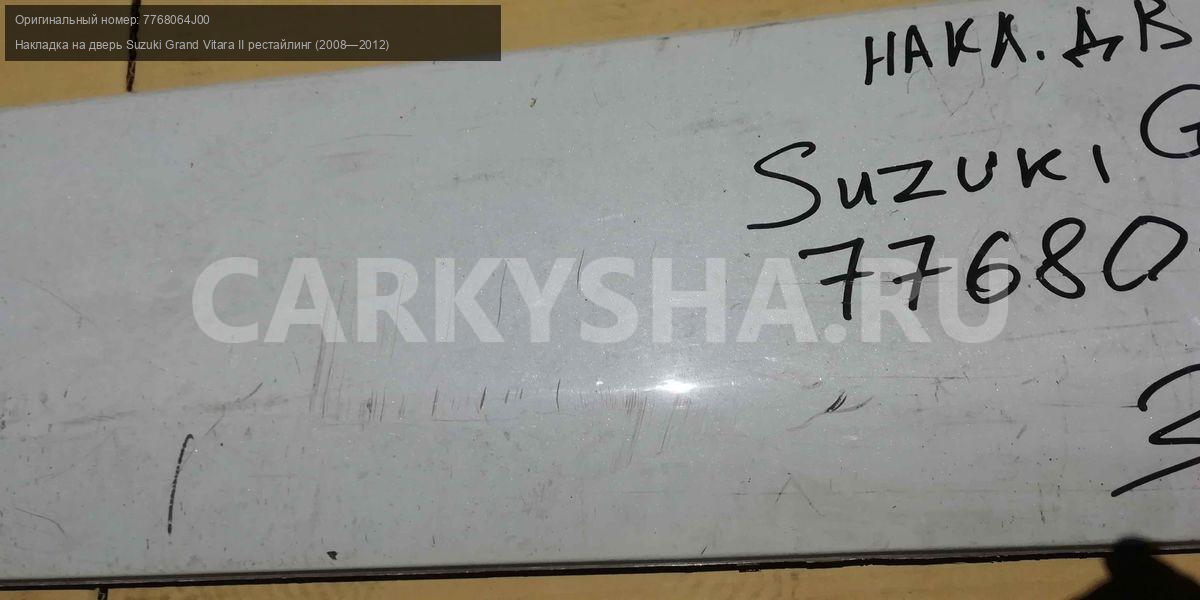 Оригинальный номер: 7768064J00
Накладка на дверь Suzuki Grand Vitara II рестайлинг (2008—2012)
НАКЛ. ДВ
Suzuki G
77680
CARKYSHA.RU
2